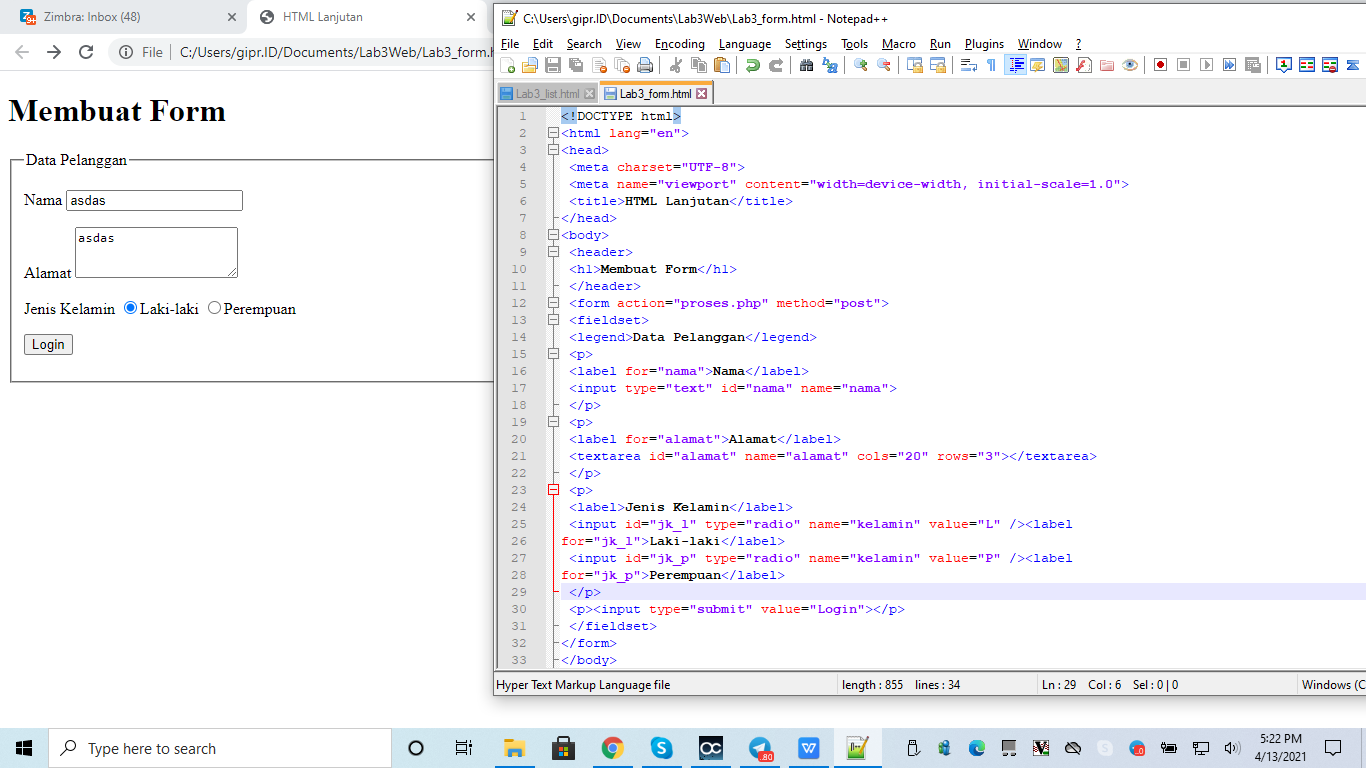 Zimbra: Inbox (48)
HTML Lanjutan
File
C:/Users/gipr.ID/Documents/Lab3Web/Lab3_form.h
Membuat Form
Data Pelanggan
Nama asdas
asdas
Alamat
Jenis Kelamin Laki-laki Perempuan
Login
C:\Users\gipr.ID\Documents\Lab3Web\Lab3_form.html - Notepad++
File Edit Search View Encoding Language Settings Tools Macro Run Plugins Window ?
Lab3_list.html Lab3_form.html
1 <!DOCTYPE html>
2 <html lang="en">
3 <head>
4 <meta charset="UTF-8">
5 <meta name="viewport" content="width=device-width, initial-scale=1.0">
6 <title>HTML Lanjutan</title>
7 </head>
8 <body>
9 <header>
10 <h1>Membuat Form</h1>
11 </header>
12 <form action="proses.php" method="post">
13 <fieldset>
14 <legend>Data Pelanggan</legend>
15 <p>
16 <label for="nama">Nama</label>
17 <input type="text" id="nama" name="nama">
18 </p>
19 <p>
20 <label for="alamat">Alamat</label>
21 <textarea id="alamat" name="alamat" cols="20" rows="3"></textarea>
22 </p>
23 <p>
24 <label>Jenis Kelamin</label>
25 <input id="jk_l" type="radio" name="kelamin" value="L" /><label
26 for="jk_l">Laki-laki</label>
27 <input id="jk_p" type="radio" name="kelamin" value="P" /><label
28 for="jk_p">Perempuan</label>
29 </p>
30 <p><input type="submit" value="Login"></p>
31 </fieldset>
32 </form>
33 </body>
Hyper Text Markup Language file
length : 855 lines : 34
Ln : 29 Col : 6 Sel : 0 | 0
Windows (C
Type here to search
.80
5:22 PM
4/13/2021